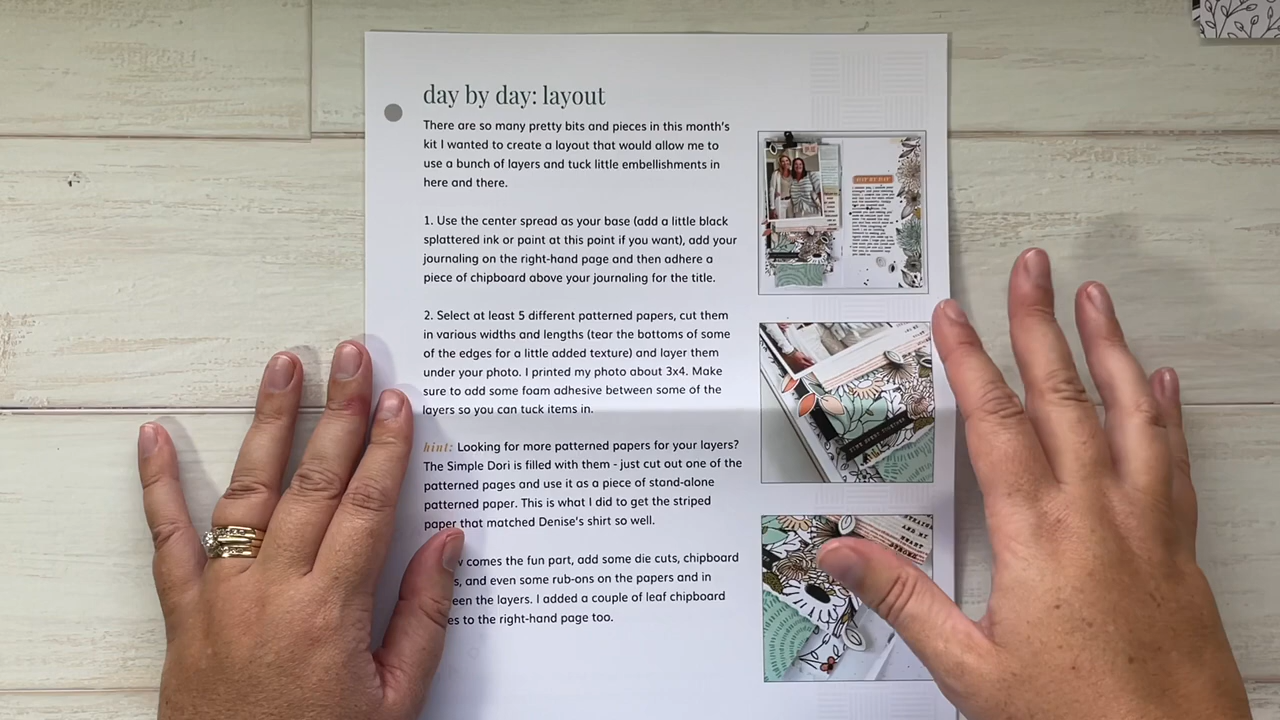 day by day: layout
There are so many pretty bits and pieces in this month's
kit I wanted to create a layout that would allow me to
use a bunch of layers and tuck little embellishments in
here and there.
1. Use the center spread as your base (add a little black
splattered ink or paint at this point if you want), add your
journaling on the right-hand page and then adhere a
piece of chipboard above your journaling for the title.
2. Select at least 5 different patterned papers, cut them
in various widths and lengths (tear the bottoms of some
of the edges for a little added texture) and layer them
under your photo. I printed my photo about 3x4. Make
sure to add some foam adhesive between some of the
layers so you can tuck items in.
hint: Looking for more patterned papers for your layers?
The Simple Dori is filled with them - just cut out one of the
patterned pages and use it as a piece of stand-alone
patterned paper. This is what I did to get the striped
paper that matched Denise's shirt so well.
comes the fun part, add some die cuts, chipboard
and even some rub-ons on the papers and in
the layers. I added a couple of leaf chipboard
to the right-hand page too.
DAY BY DAY
TIME SPENT TOGETHER